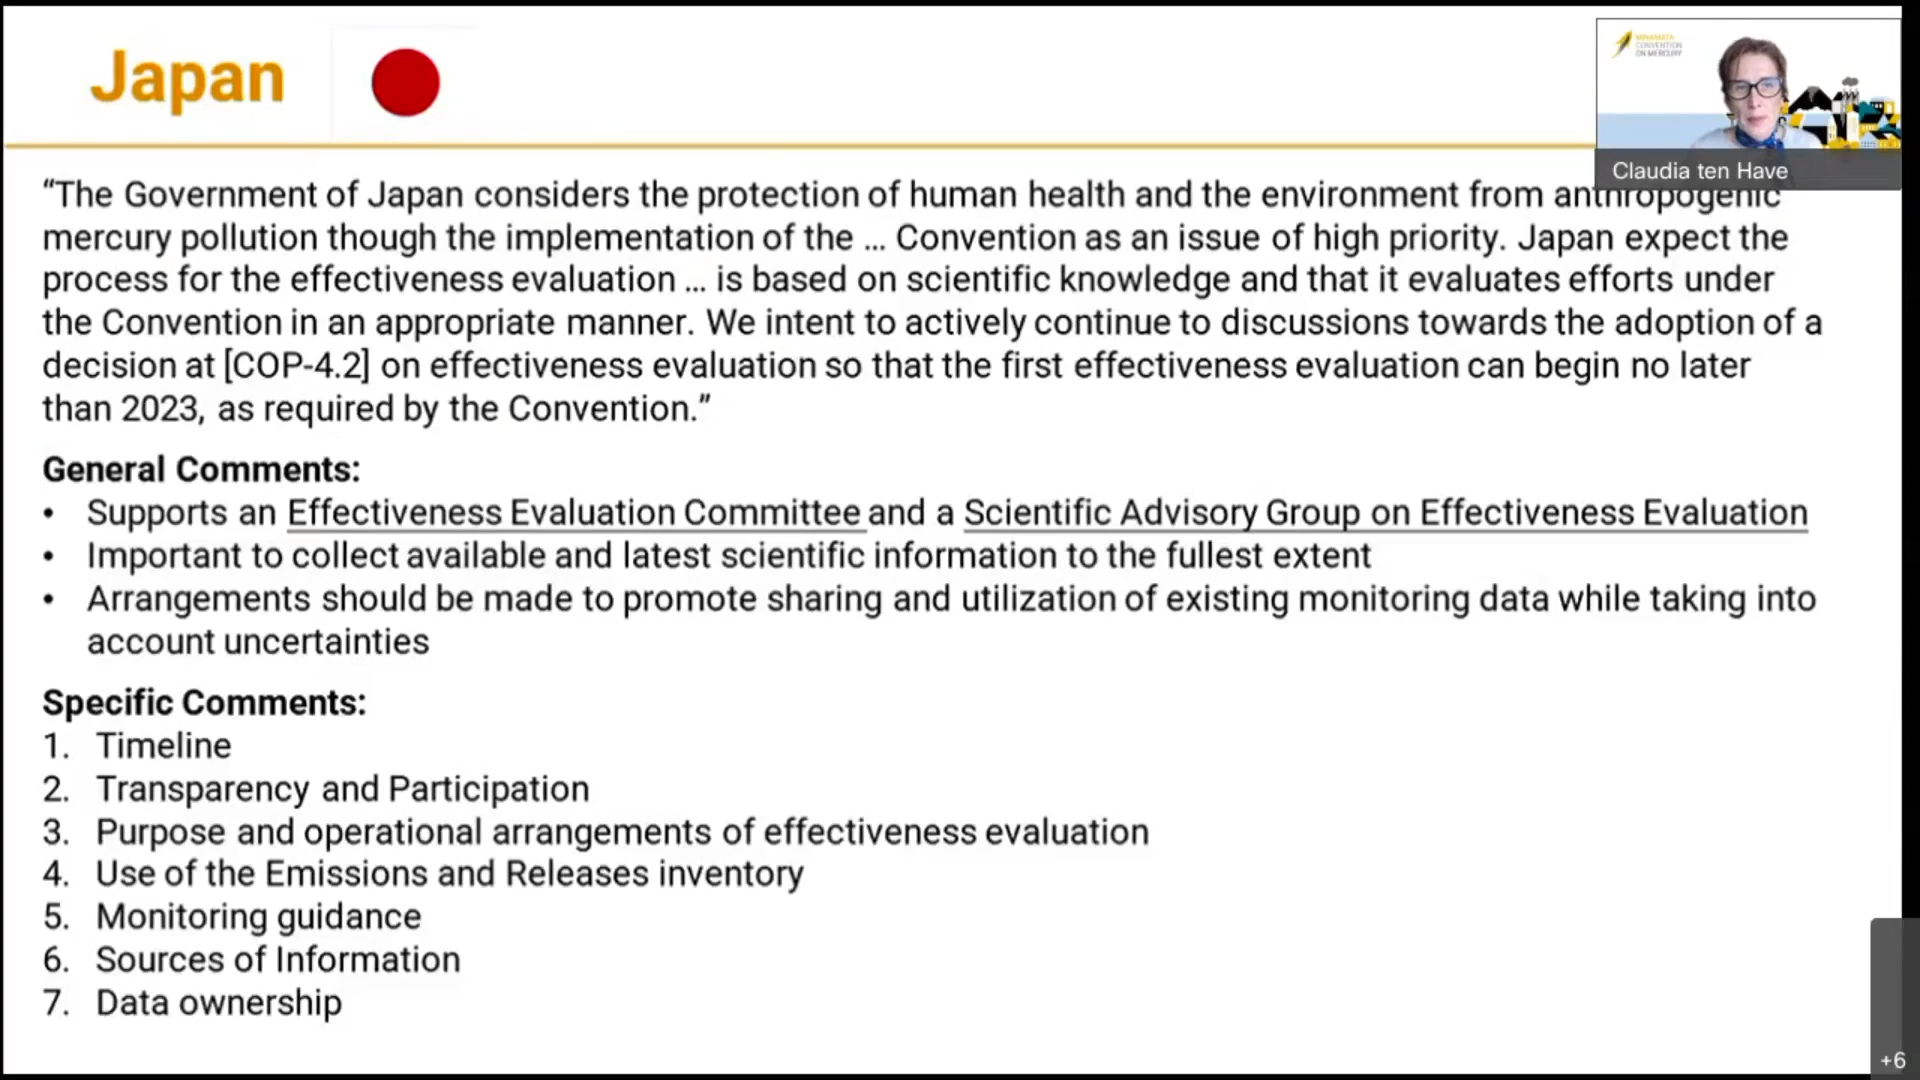 Japan
MINAMATA
CONVENTION
ON MERCURY
Claudia ten Have
“The Government of Japan considers the protection of human health and the environment from anthropogenic
mercury pollution though the implementation of the ... Convention as an issue of high priority. Japan expect the
process for the effectiveness evaluation ... is based on scientific knowledge and that it evaluates efforts under
the Convention in an appropriate manner. We intent to actively continue to discussions towards the adoption of a
decision at [COP-4.2] on effectiveness evaluation so that the first effectiveness evaluation can begin no later
than 2023, as required by the Convention.”
General Comments:
• Supports an Effectiveness Evaluation Committee and a Scientific Advisory Group on Effectiveness Evaluation
• Important to collect available and latest scientific information to the fullest extent
• Arrangements should be made to promote sharing and utilization of existing monitoring data while taking into
account uncertainties
Specific Comments:
1. Timeline
2. Transparency and Participation
3. Purpose and operational arrangements of effectiveness evaluation
4. Use of the Emissions and Releases inventory
5. Monitoring guidance
6. Sources of Information
7. Data ownership
+6